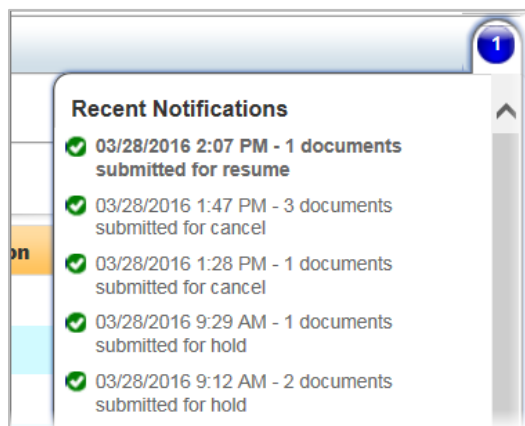 1
Recent Notifications
03/28/2016 2:07 PM - 1 documents
submitted for resume
03/28/2016 1:47 PM - 3 documents
submitted for cancel
on
03/28/2016 1:28 PM - 1 documents
submitted for cancel
03/28/2016 9:29 AM - 1 documents
submitted for hold
03/28/2016 9:12 AM - 2 documents
submitted for hold